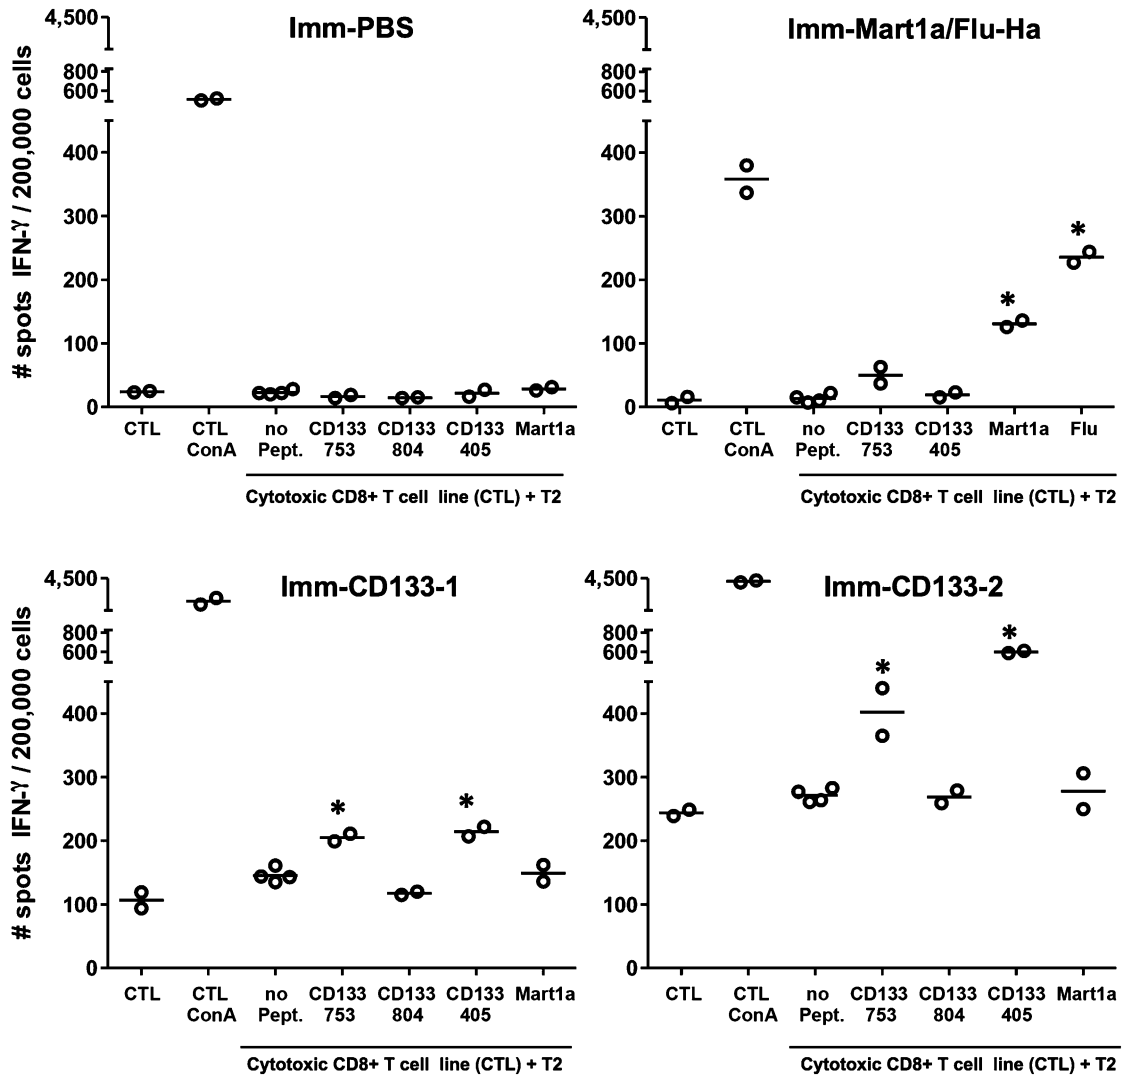 Imm-PBS
# spots IFN-γ / 200,000 cells
4,500
800
600
400
300
200
100
0
CTL
CTL ConA
no Pept.
CD133 753
CD133 804
CD133 405
Mart1a
Cytotoxic CD8+ T cell line (CTL) + T2
Imm-Mart1a/Flu-Ha
4,500
800
600
400
300
200
100
0
*
*
CTL
CTL ConA
no Pept.
CD133 753
CD133 405
Mart1a
Flu
Cytotoxic CD8+ T cell line (CTL) + T2
Imm-CD133-1
# spots IFN-γ / 200,000 cells
4,500
800
600
400
300
200
100
0
*
*
CTL
CTL ConA
no Pept.
CD133 753
CD133 804
CD133 405
Mart1a
Cytotoxic CD8+ T cell line (CTL) + T2
Imm-CD133-2
4,500
800
600
400
300
200
100
0
*
*
CTL
CTL ConA
no Pept.
CD133 753
CD133 804
CD133 405
Mart1a
Cytotoxic CD8+ T cell line (CTL) + T2